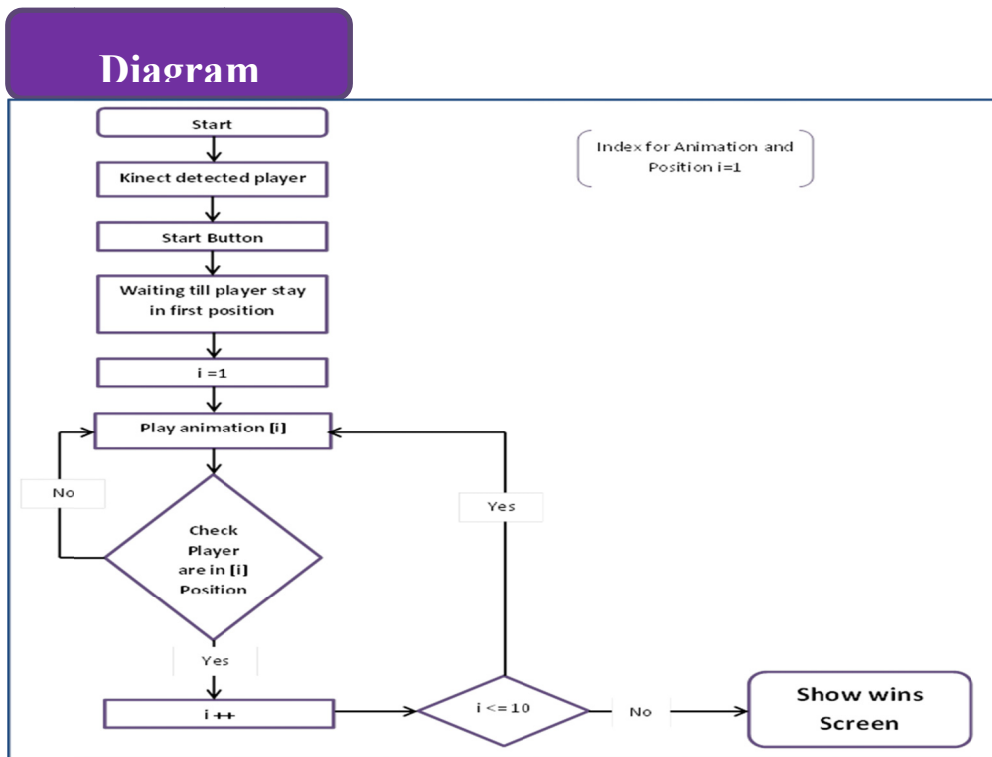 Diagram
Start
Index for Animation and
Position i=1
Kinect detected player
Start Button
Waiting till player stay
in first position
i =1
Play animation [i]
No
Yes
Check
Player
are in [i]
Position
Yes
i ++
i <= 10
No
Show wins
Screen